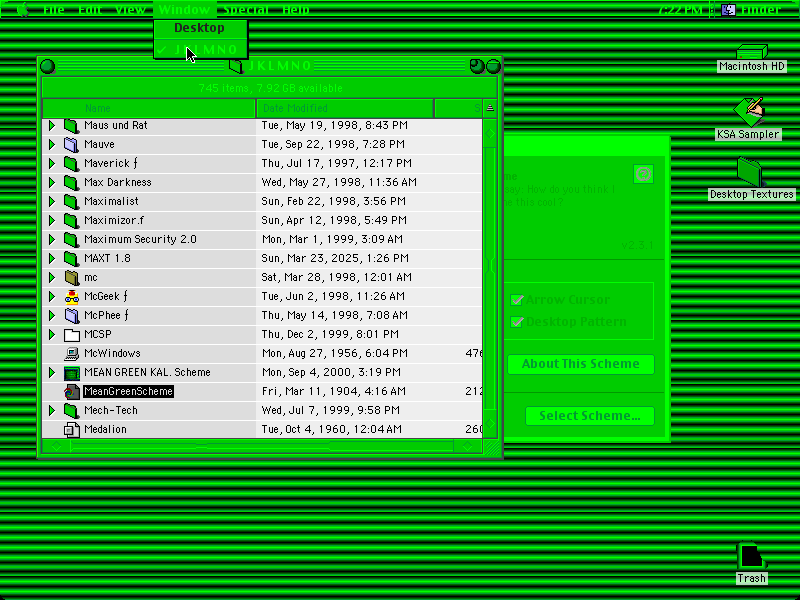 File Edit View Window Special Help 7:22 PM Finder
Desktop
✓ JKLMNO
JKLMNO
745 items, 7.92 GB available
Name Date Modified S
Maus und Rat Tue, May 19, 1998, 8:43 PM
Mauve Tue, Sep 22, 1998, 7:28 PM
Maverick ƒ Thu, Jul 17, 1997, 12:17 PM
Max Darkness Wed, May 27, 1998, 11:36 AM
Maximalist Sun, Feb 22, 1998, 3:56 PM
Maximizor.f Sun, Apr 12, 1998, 5:49 PM
Maximum Security 2.0 Mon, Mar 1, 1999, 3:09 AM
MAXT 1.8 Sun, Mar 23, 2025, 1:26 PM
mc Sat, Mar 28, 1998, 12:01 AM
McGeek ƒ Tue, Jun 2, 1998, 11:26 AM
McPhee ƒ Thu, May 14, 1998, 7:08 AM
MCSP Thu, Dec 2, 1999, 8:01 PM
McWindows Mon, Aug 27, 1956, 6:04 PM 476
MEAN GREEN KAL. Scheme Mon, Sep 4, 2000, 3:19 PM
MeanGreenScheme Fri, Mar 11, 1904, 4:16 AM 212
Mech-Tech Wed, Jul 7, 1999, 9:58 PM
Medalion Tue, Oct 4, 1960, 12:04 AM 260
me
say. How do you think I
this cool?
v2.3.1
Arrow Cursor
Desktop Pattern
About This Scheme
Select Scheme...
Macintosh HD
KSA Sampler
Desktop Textures
Trash